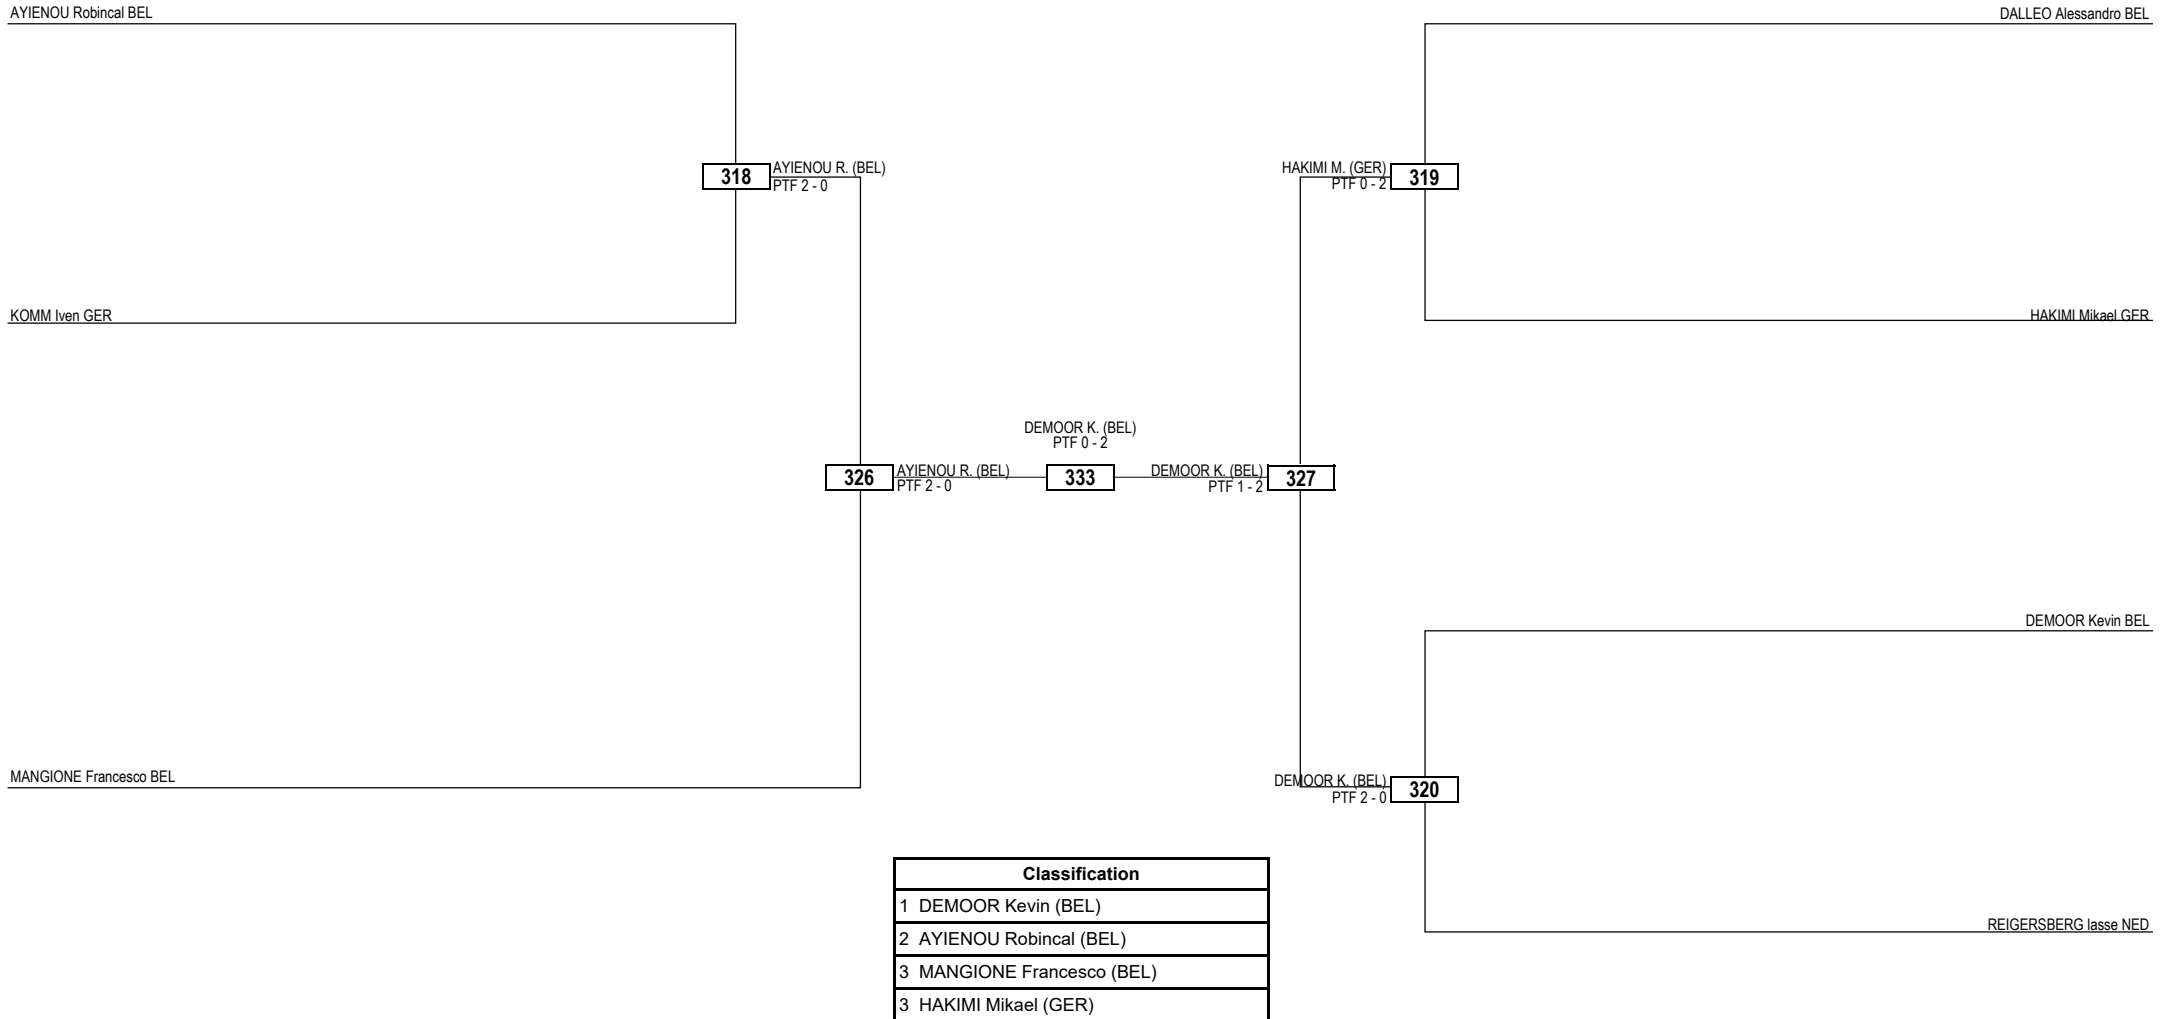 AYIENOU Robincal BEL
DALLEO Alessandro BEL
318
AYIENOU R. (BEL)
PTF 2 - 0
HAKIMI M. (GER)
PTF 0 - 2
319
KOMM Iven GER
HAKIMI Mikael GER
DEMOOR K. (BEL)
PTF 0 - 2
326
AYIENOU R. (BEL)
PTF 2 - 0
333
DEMOOR K. (BEL)
PTF 1 - 2
327
DEMOOR Kevin BEL
MANGIONE Francesco BEL
DEMOOR K. (BEL)
PTF 2 - 0
320
REIGERSBERG lasse NED
Classification
1 DEMOOR Kevin (BEL)
2 AYIENOU Robincal (BEL)
3 MANGIONE Francesco (BEL)
3 HAKIMI Mikael (GER)